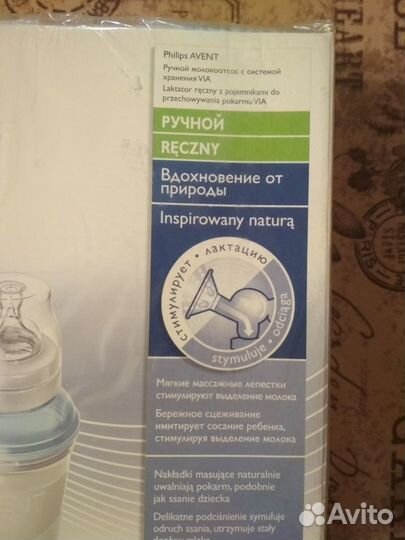 Philips AVENT
Ручной молокоотсос с системой
хранения VIA
Laktator ręczny z pojemnikami do
przechowywania pokarmu VIA
РУЧНОЙ
RĘCZNY
Вдохновение от
природы
Inspirowany naturą
стимулирует • лактацию
stymuluje • odciąga
Мягкие массажные лепестки
стимулируют выделение молока
Бережное сцеживание
имитирует сосание ребенка,
стимулируя выделение молока
Nakładki masujące naturalnie
uwalniają pokarm, podobnie
jak ssanie dziecka
Delikatne podciśnienie symuluje
odruch ssania, utrzymuje stały
Avito